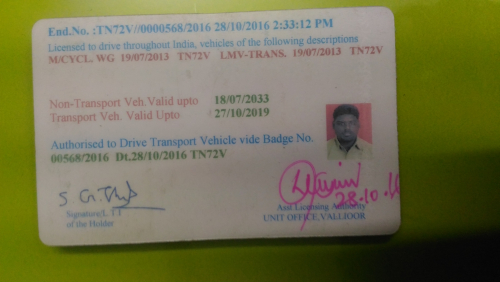 End.No. :TN72V//0000568/2016 28/10/2016 2:33:12 PM
Licensed to drive throughout India, vehicles of the following descriptions
M/CYCL. WG 19/07/2013 TN72V LMV-TRANS. 19/07/2013 TN72V
Non-Transport Veh.Valid upto 18/07/2033
Transport Veh. Valid Upto 27/10/2019
Authorised to Drive Transport Vehicle vide Badge No.
00568/2016 Dt.28/10/2016 TN72V
28.10.16
Signature/L.T.I
of the Holder
Asst Licensing Authority
UNIT OFFICE,VALLIOOR